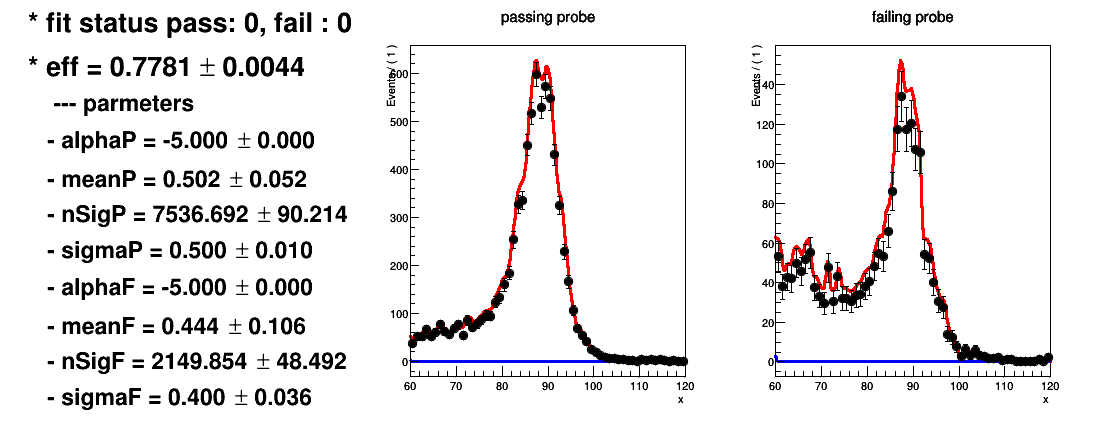 * fit status pass: 0, fail : 0
* eff = 0.7781 ± 0.0044
--- parmeters
- alphaP = -5.000 ± 0.000
- meanP = 0.502 ± 0.052
- nSigP = 7536.692 ± 90.214
- sigmaP = 0.500 ± 0.010
- alphaF = -5.000 ± 0.000
- meanF = 0.444 ± 0.106
- nSigF = 2149.854 ± 48.492
- sigmaF = 0.400 ± 0.036
passing probe
Events / ( 1 )
600
500
400
300
200
100
0
60 70 80 90 100 110 120
x
failing probe
Events / ( 1 )
140
120
100
80
60
40
20
0
60 70 80 90 100 110 120
x